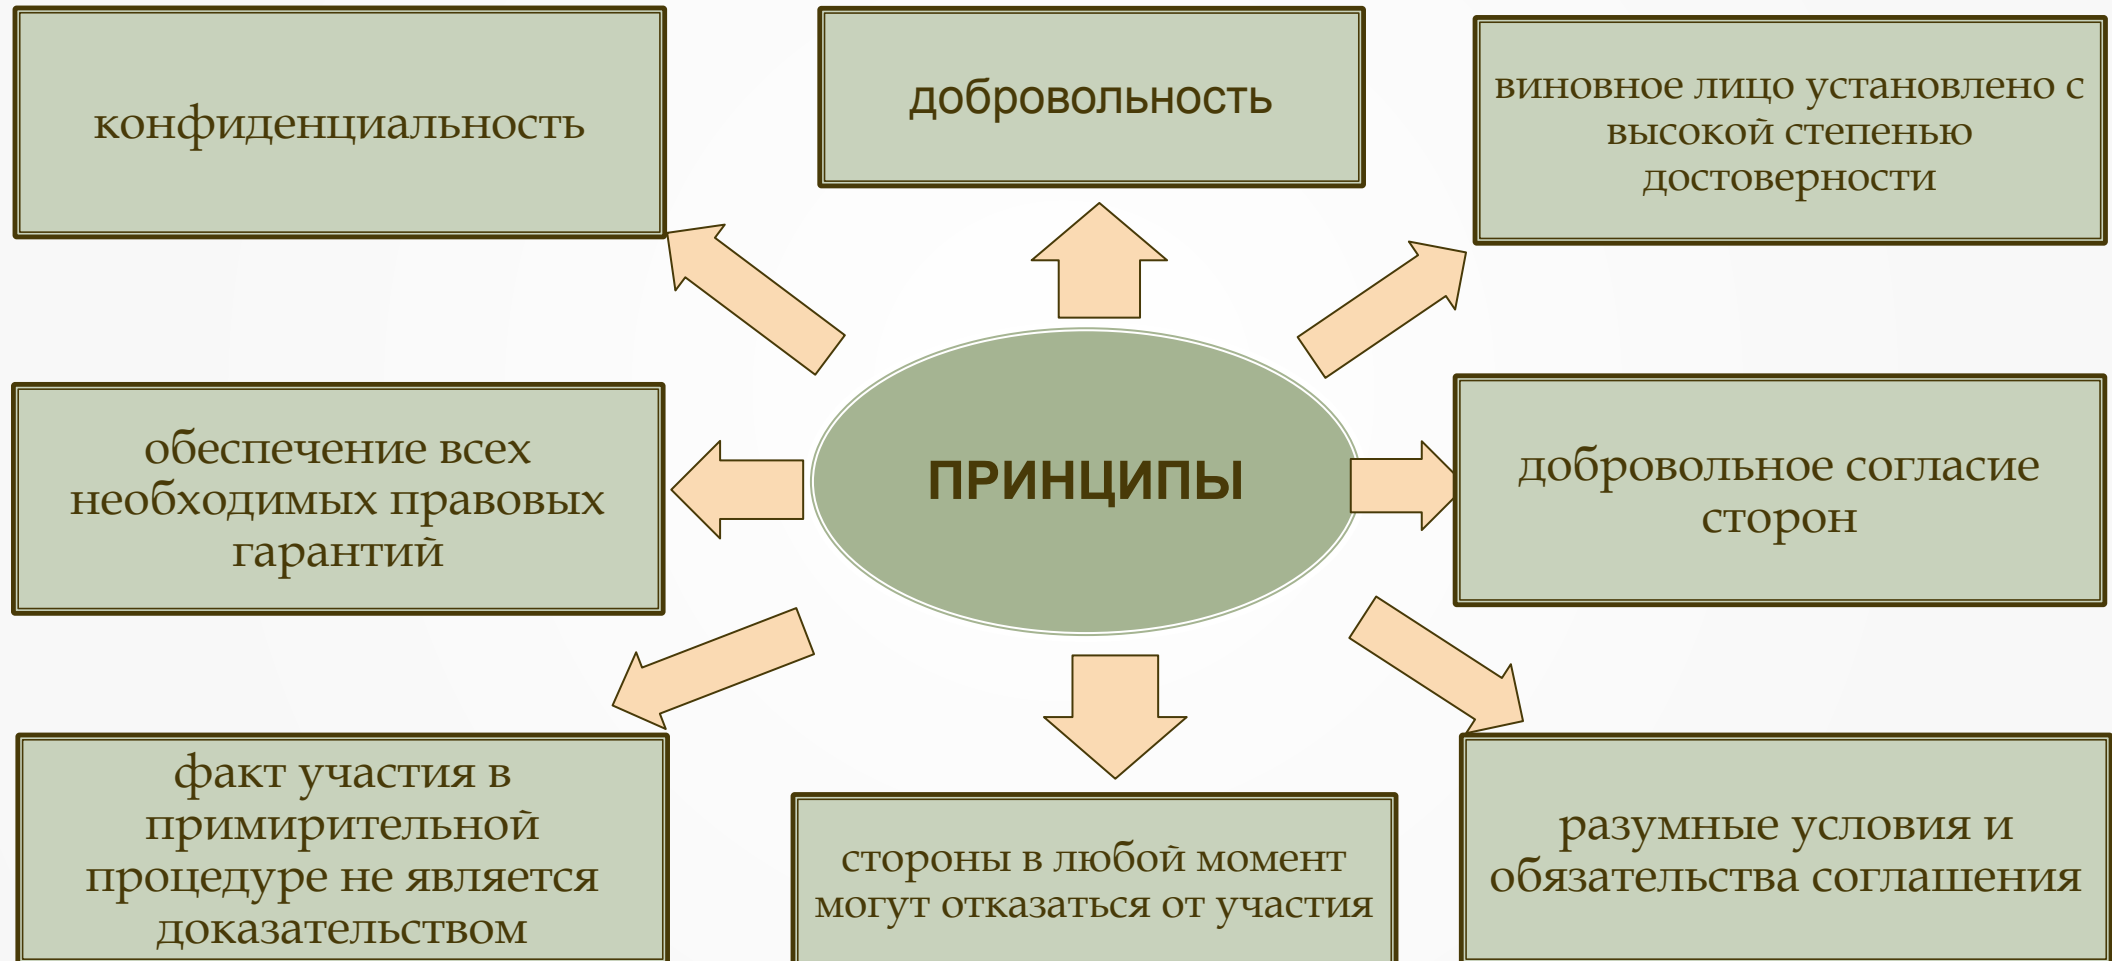 конфиденциальность
добровольность
виновное лицо установлено с
высокой степенью
достоверности
обеспечение всех
необходимых правовых
гарантий
ПРИНЦИПЫ
добровольное согласие
сторон
факт участия в
примирительной
процедуре не является
доказательством
стороны в любой момент
могут отказаться от участия
разумные условия и
обязательства соглашения